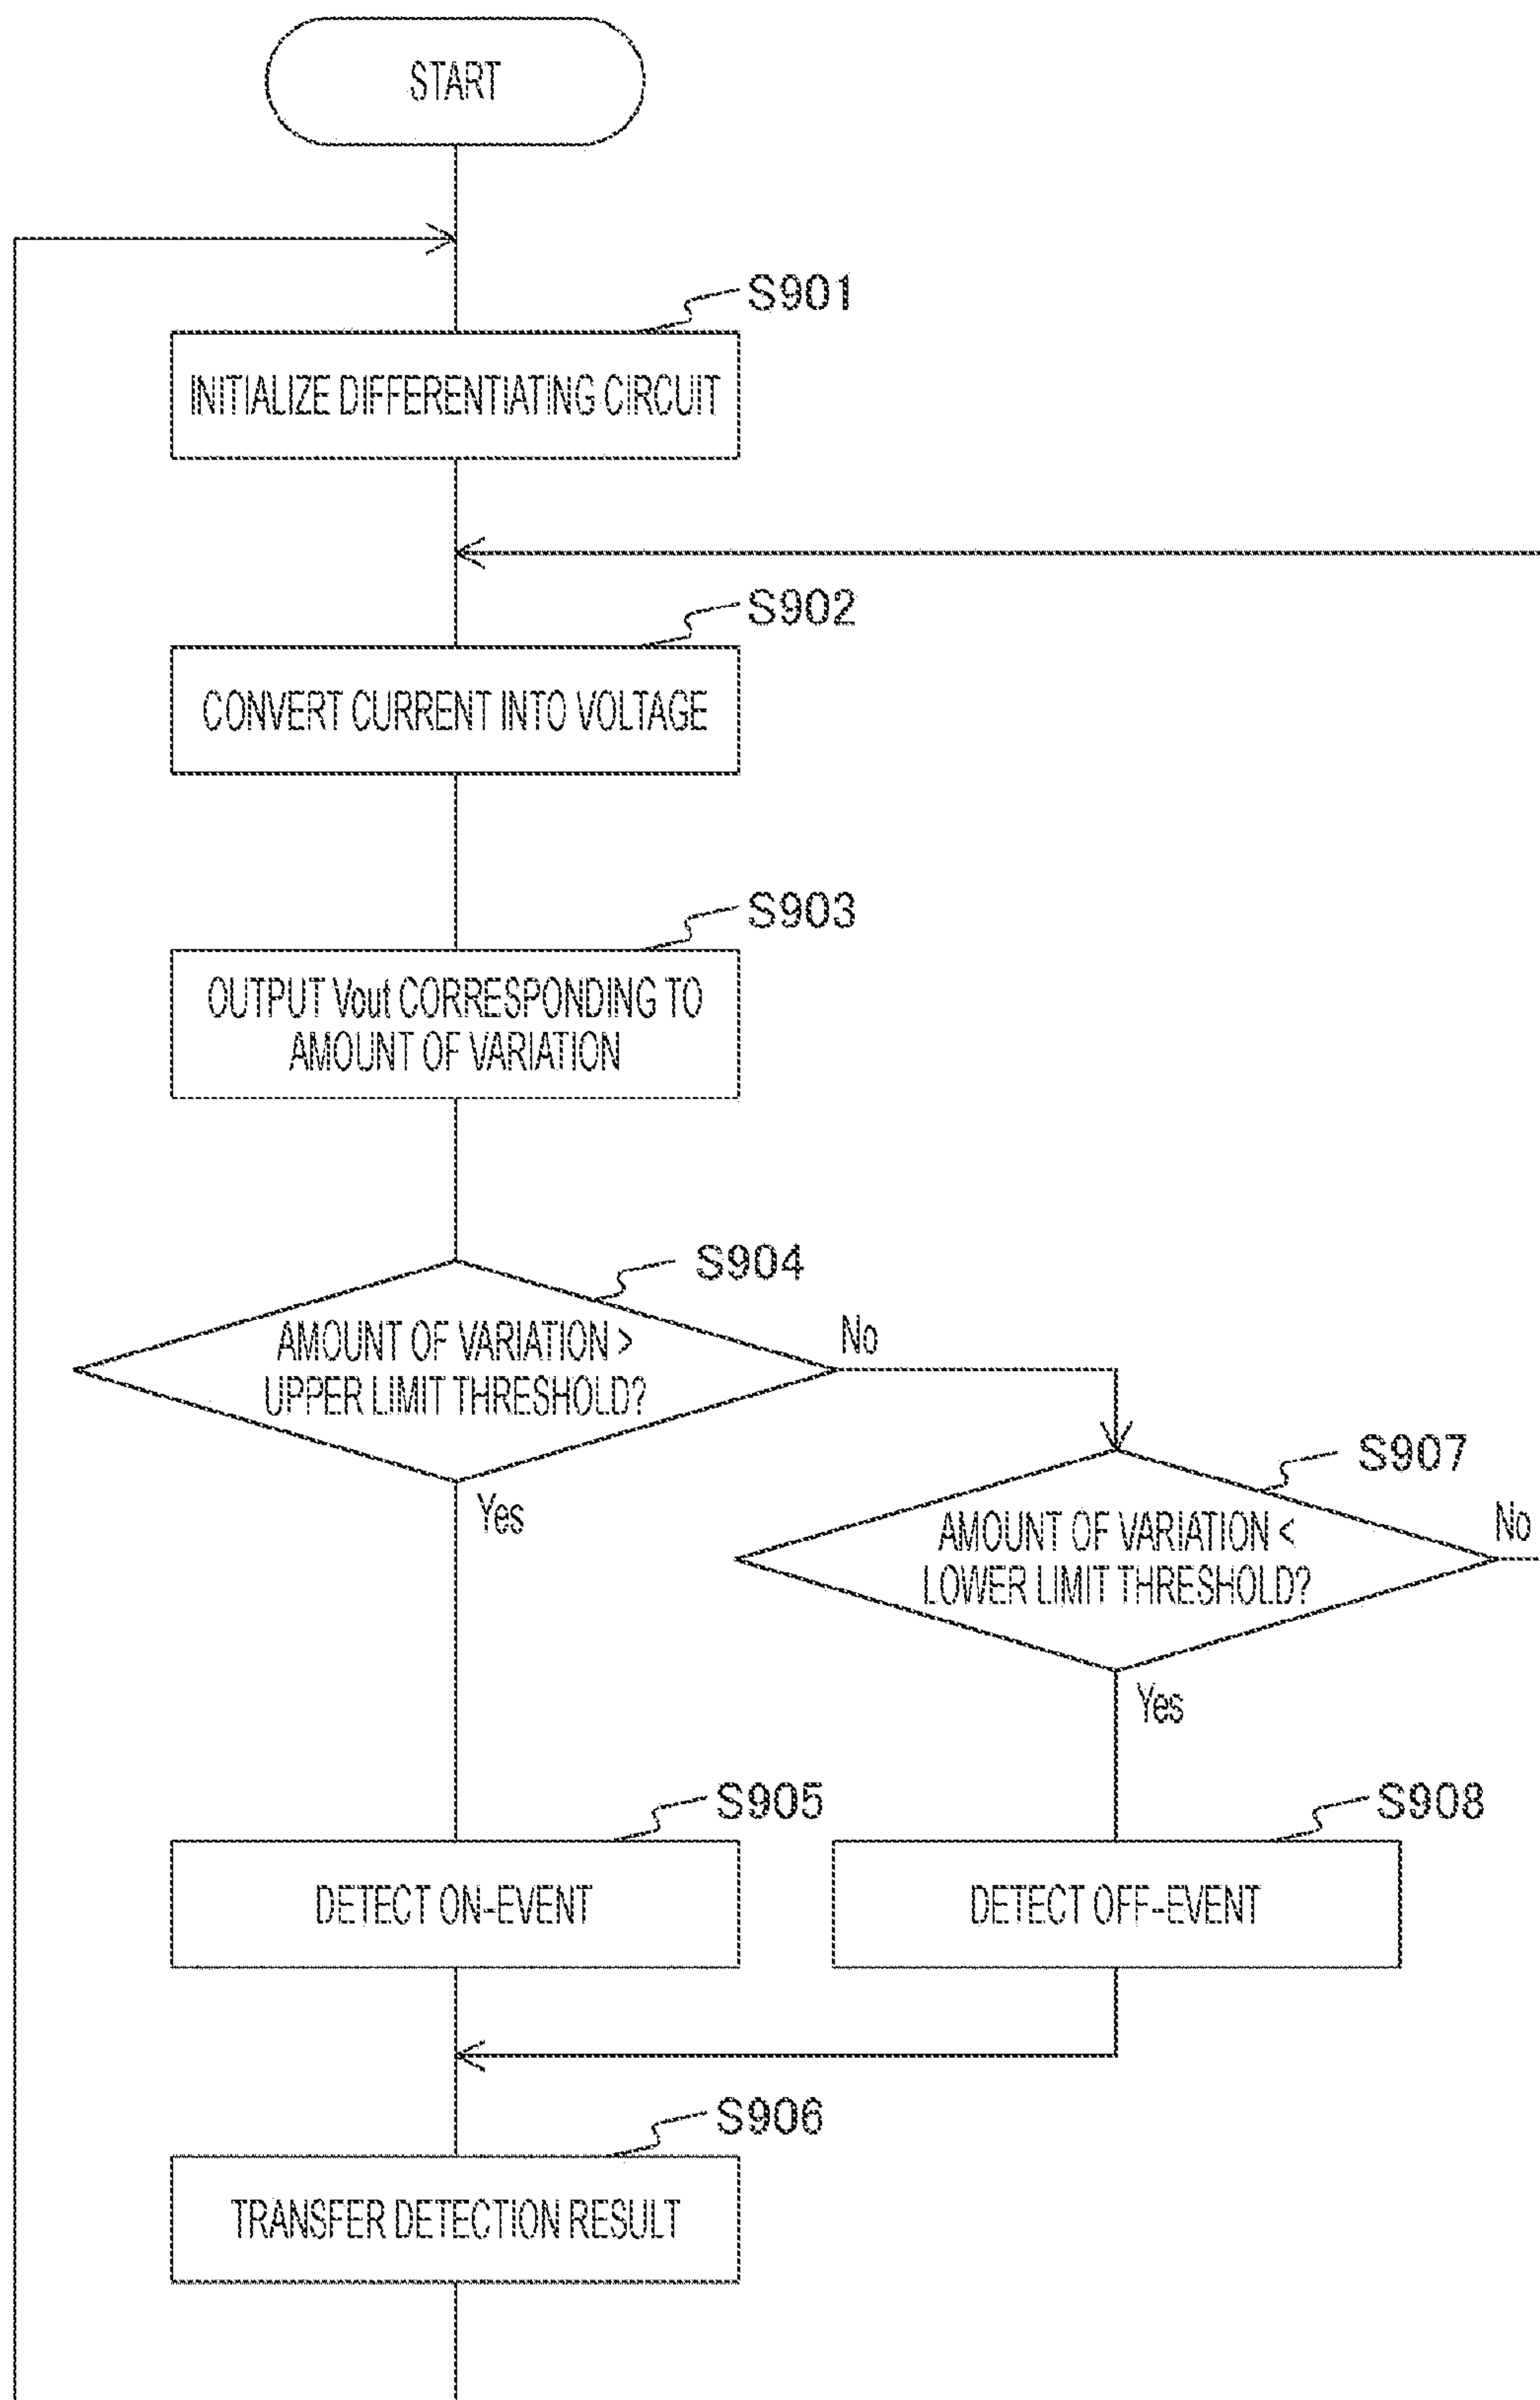 START
S901
INITIALIZE DIFFERENTIATING CIRCUIT
S902
CONVERT CURRENT INTO VOLTAGE
S903
OUTPUT Vout CORRESPONDING TO
AMOUNT OF VARIATION
S904
AMOUNT OF VARIATION >
UPPER LIMIT THRESHOLD?
No
Yes
S907
AMOUNT OF VARIATION <
LOWER LIMIT THRESHOLD?
No
Yes
S905
DETECT ON-EVENT
S908
DETECT OFF-EVENT
S906
TRANSFER DETECTION RESULT